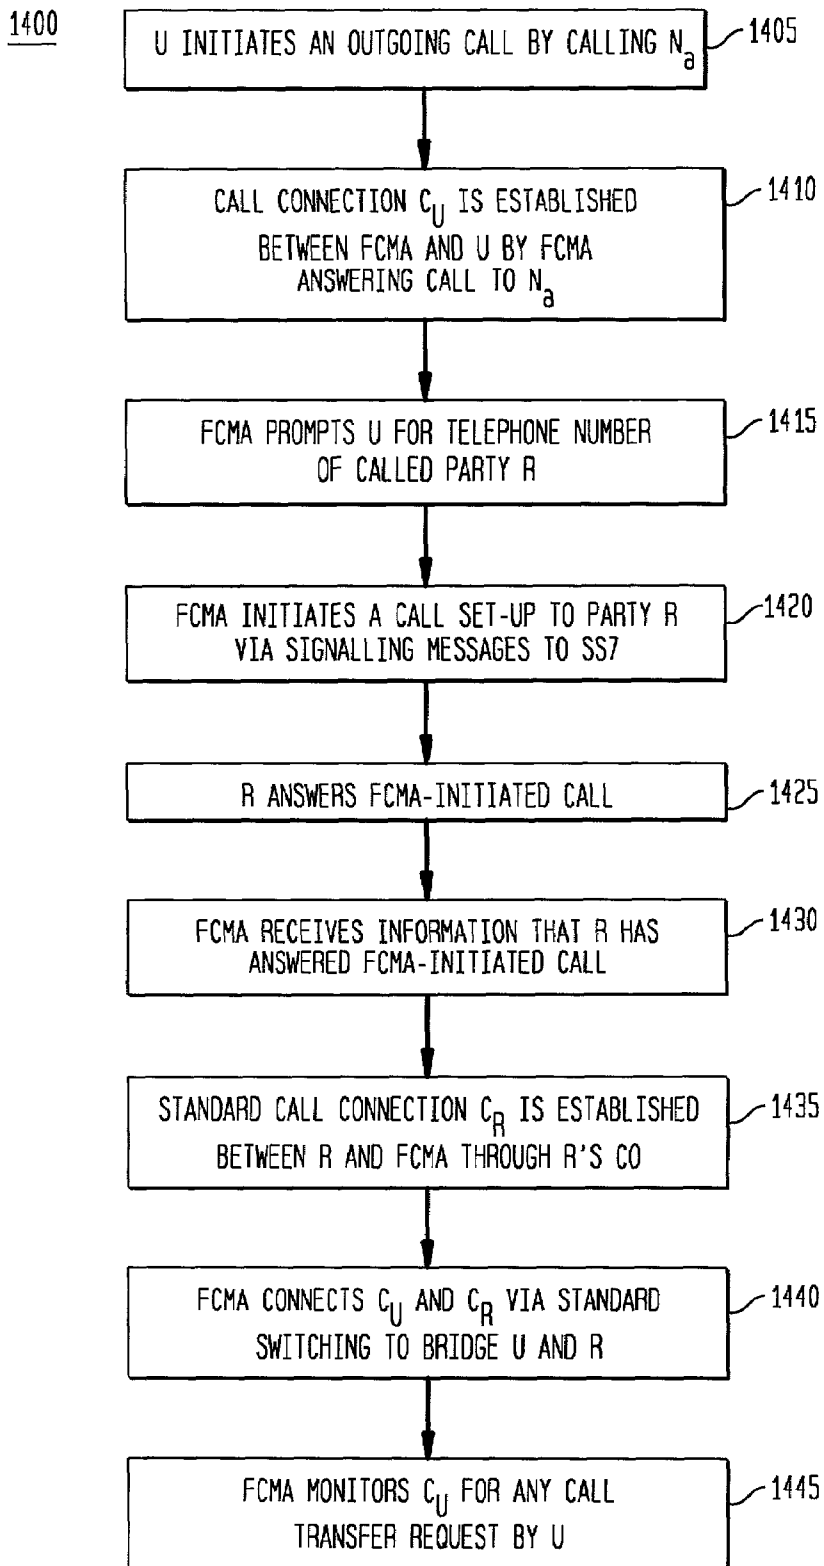 1400
U INITIATES AN OUTGOING CALL BY CALLING Na
1405
CALL CONNECTION CU IS ESTABLISHED
BETWEEN FCMA AND U BY FCMA
ANSWERING CALL TO Na
1410
FCMA PROMPTS U FOR TELEPHONE NUMBER
OF CALLED PARTY R
1415
FCMA INITIATES A CALL SET-UP TO PARTY R
VIA SIGNALLING MESSAGES TO SS7
1420
R ANSWERS FCMA-INITIATED CALL
1425
FCMA RECEIVES INFORMATION THAT R HAS
ANSWERED FCMA-INITIATED CALL
1430
STANDARD CALL CONNECTION CR IS ESTABLISHED
BETWEEN R AND FCMA THROUGH R'S CO
1435
FCMA CONNECTS CU AND CR VIA STANDARD
SWITCHING TO BRIDGE U AND R
1440
FCMA MONITORS CU FOR ANY CALL
TRANSFER REQUEST BY U
1445